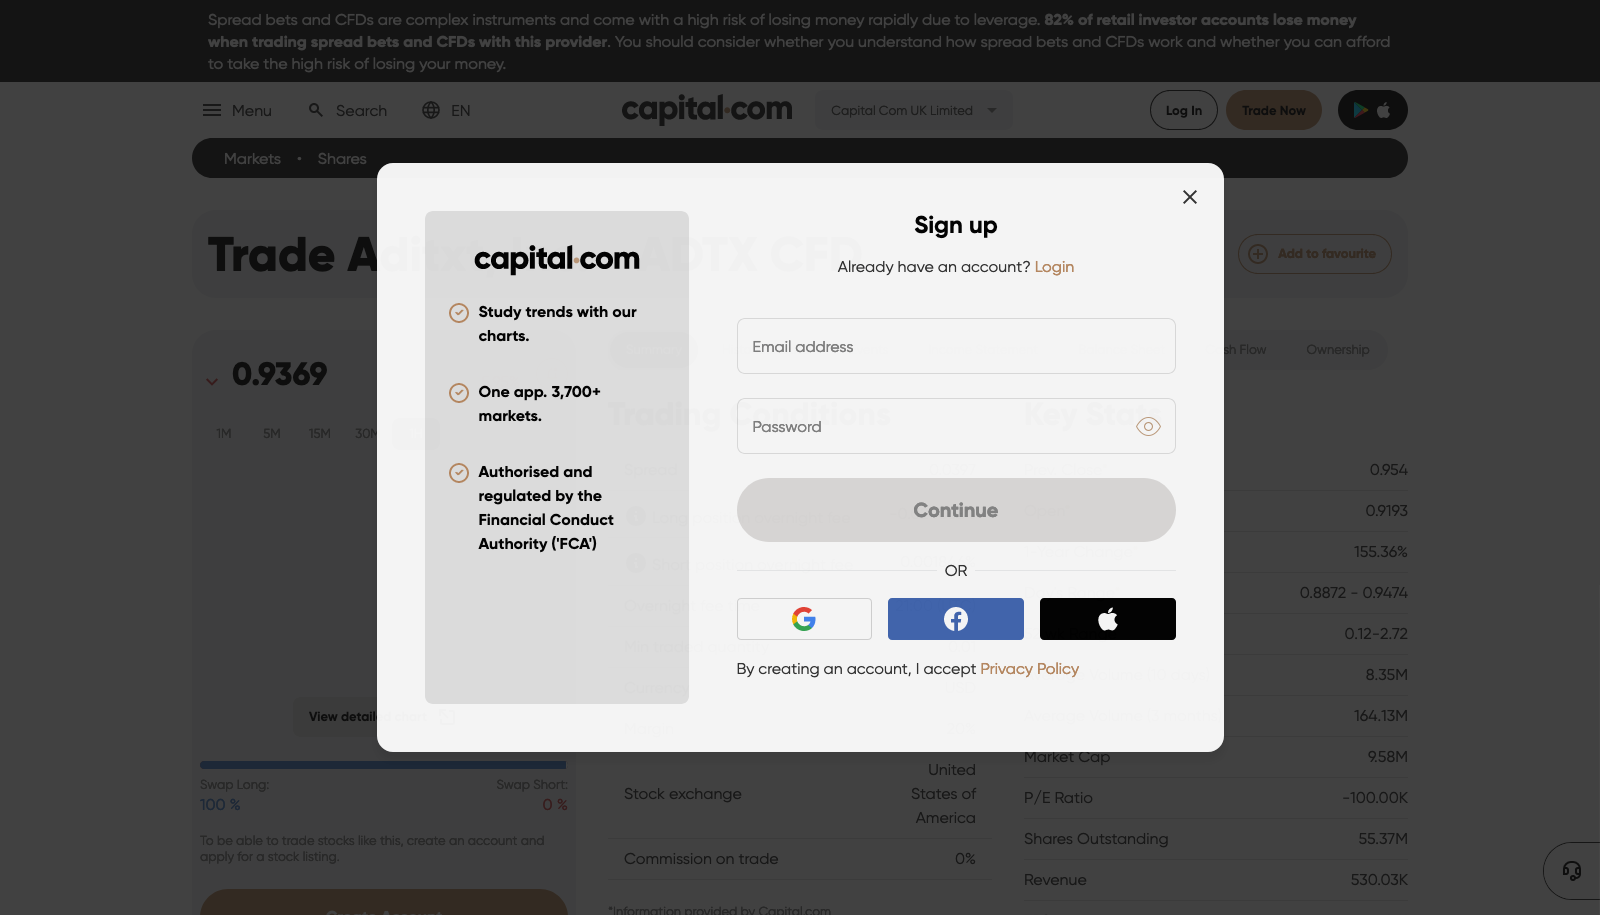 Spread bets and CFDs are complex instruments and come with a high risk of losing money rapidly due to leverage. 82% of retail investor accounts lose money
when trading spread bets and CFDs with this provider. You should consider whether you understand how spread bets and CFDs work and whether you can afford
to take the high risk of losing your money.
Menu
Search
EN
capital.com
Capital Com UK Limited
Log In
Trade Now
Markets • Shares
Trade
ADTX CFD
Add to favourite
capital.com
Study trends with our
charts.
One app. 3,700+
markets.
Authorised and
regulated by the
Financial Conduct
Authority ('FCA')
Sign up
Already have an account? Login
Email address
Password
Continue
OR
By creating an account, I accept Privacy Policy
0.9369
1M
5M
15M
30M
View detailed
Swap Long:
100 %
Swap Short:
0 %
To be able to trade stocks like this, create an account and
apply for a stock listing.
Create Account
Trading Conditions
Stock exchange
United
States of
America
Commission on trade
0%
*Information provided by Capital.com
Flow
Ownership
Key Stats
0.954
0.9193
155.36%
0.8872 - 0.9474
0.12-2.72
8.35M
164.13M
Market Cap
9.58M
P/E Ratio
-100.00K
Shares Outstanding
55.37M
Revenue
530.03K